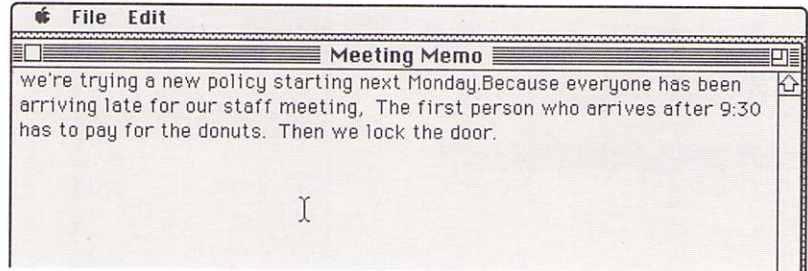 File Edit
Meeting Memo
we're trying a new policy starting next Monday.Because everyone has been
arriving late for our staff meeting,  The first person who arrives after 9:30
has to pay for the donuts.  Then we lock the door.